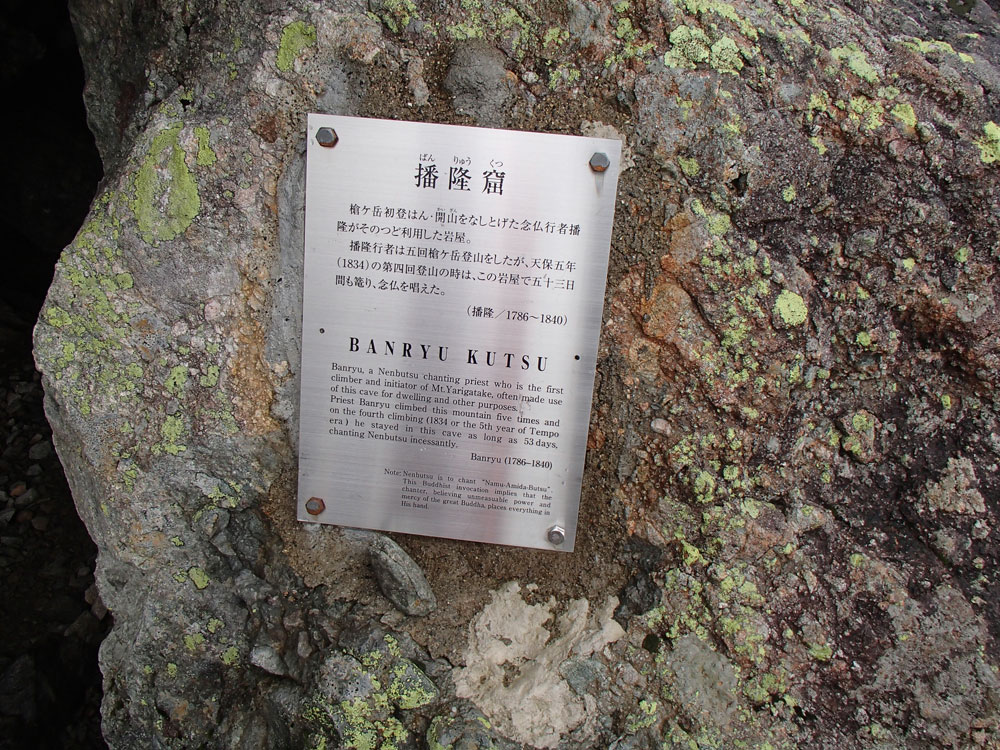 ばん りゅう くつ
播隆窟
かい ざん
槍ケ岳初登はん・開山をなしとげた念仏行者播
隆がそのつど利用した岩屋。
播隆行者は五回槍ケ岳登山をしたが、天保五年
(1834)の第四回登山の時は、この岩屋で五十三日
間も篭り、念仏を唱えた。
(播隆／1786～1840)
BANRYU KUTSU
Banryu, a Nenbutsu chanting priest who is the first
climber and initiator of Mt.Yarigatake, often made use
of this cave for dwelling and other purposes.
Priest Banryu climbed this mountain five times and
on the fourth climbing (1834 or the 5th year of Tempo
era) he stayed in this cave as long as 53 days,
chanting Nenbutsu incessantly.
Banryu (1786–1840)
Note: Nenbutsu is to chant "Namu-Amida-Butsu".
This Buddhist invocation implies that the
chanter, believing unmeasuable power and
mercy of the great Buddha, places everything in
His hand